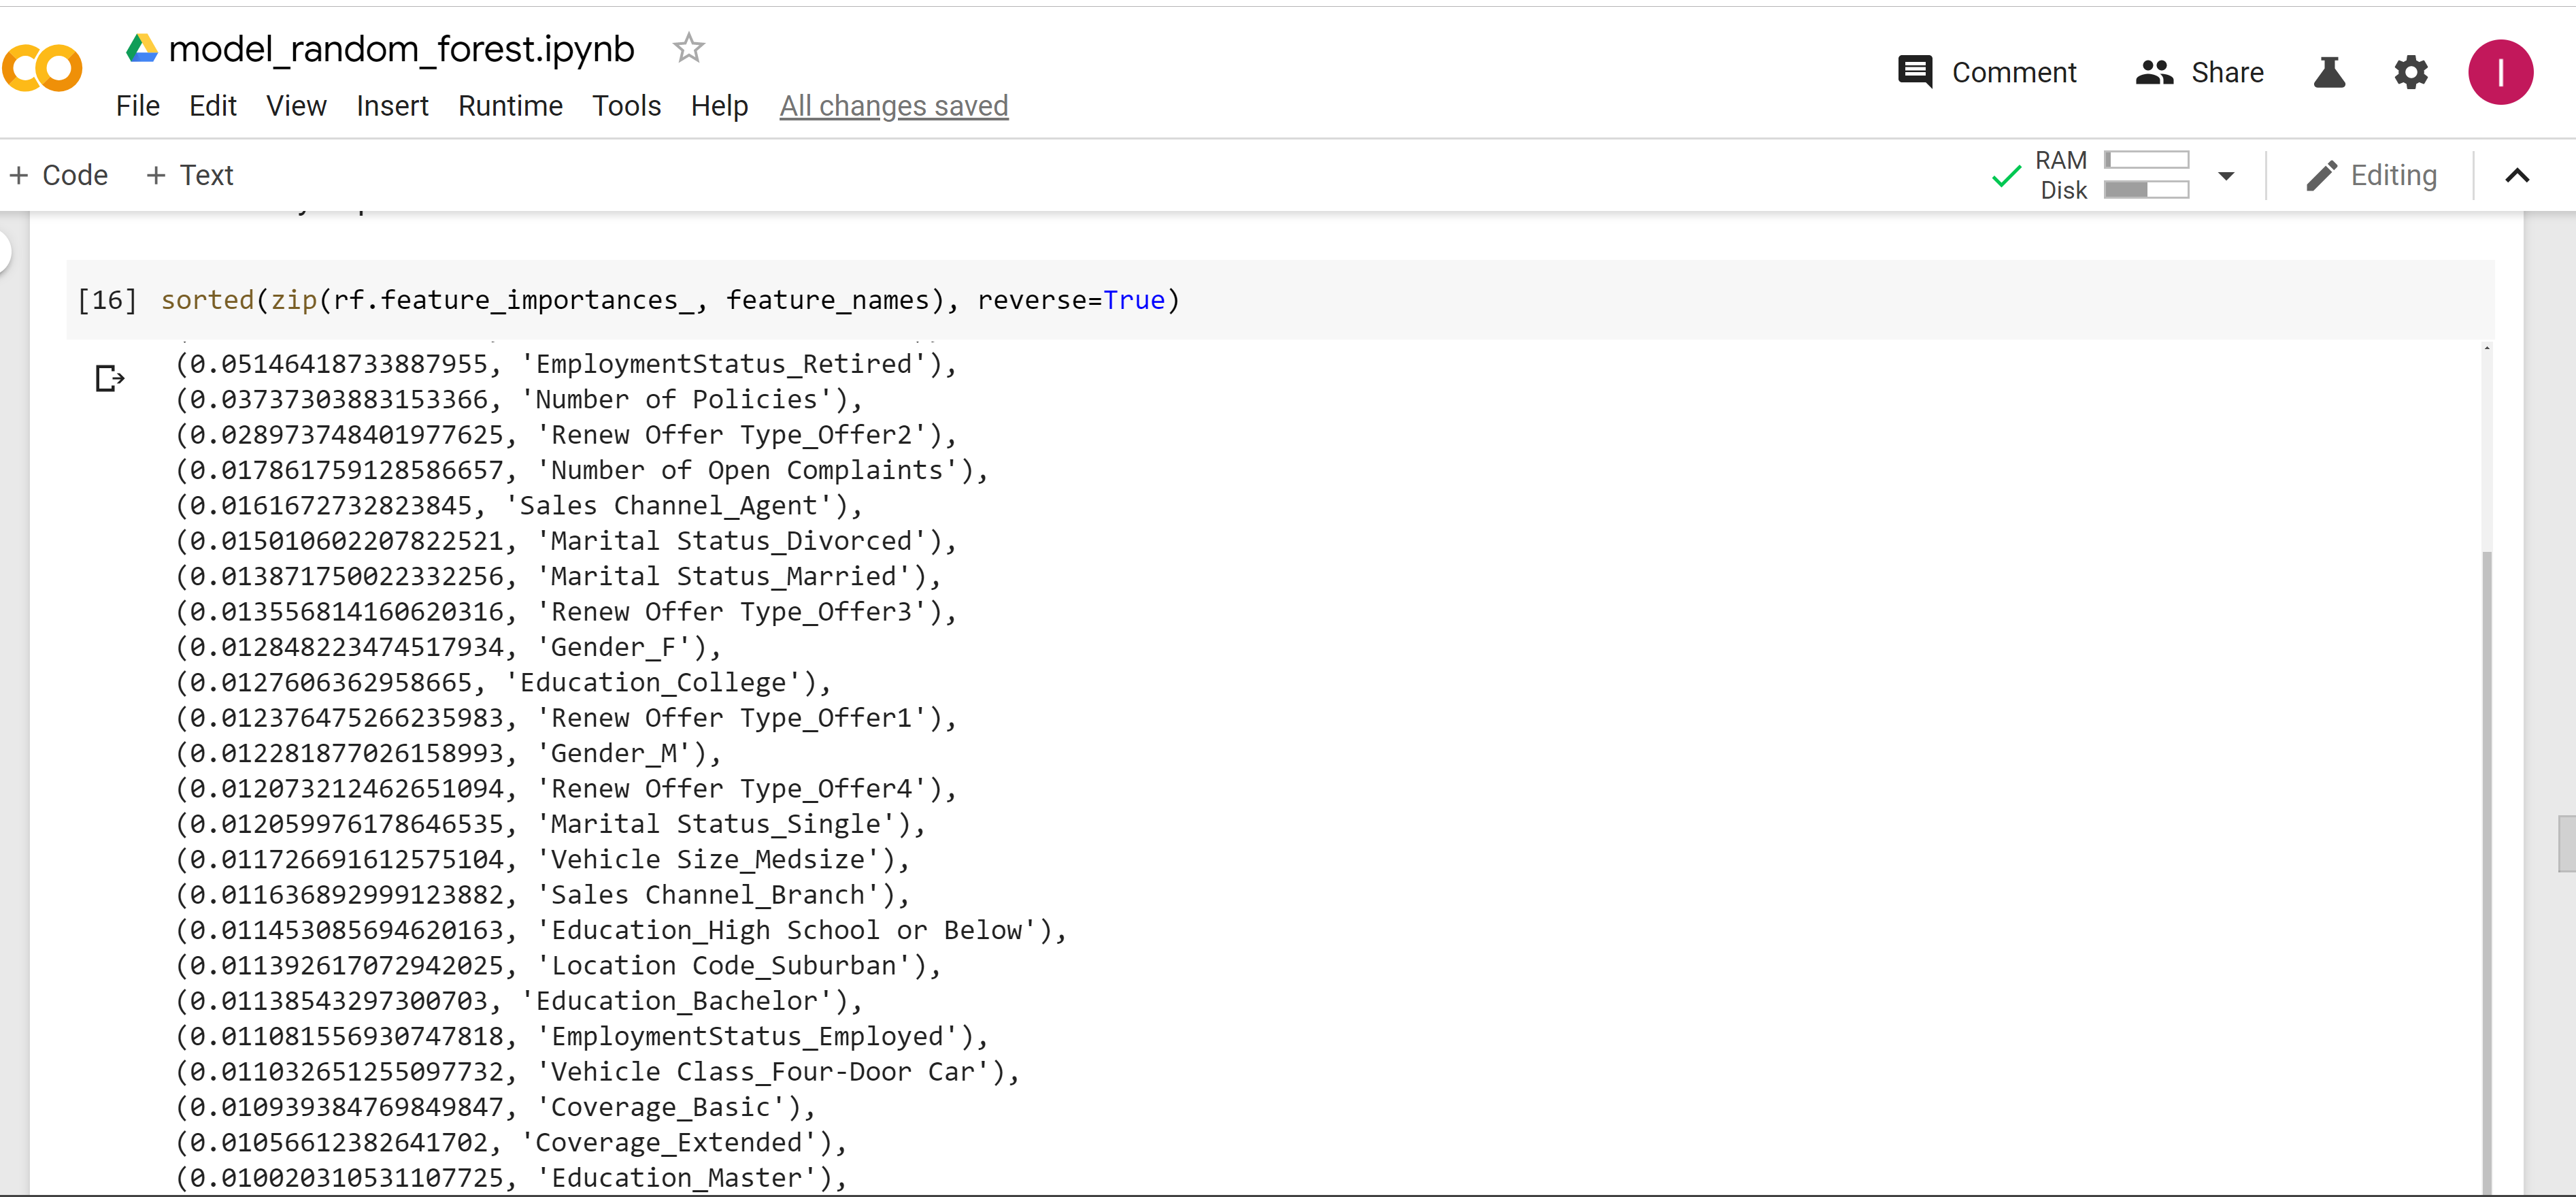 model_random_forest.ipynb
Comment
Share
I
File Edit View Insert Runtime Tools Help All changes saved
+ Code + Text
RAM
Disk
Editing
[16] sorted(zip(rf.feature_importances_, feature_names), reverse=True)
(0.05146418733887955, 'EmploymentStatus_Retired'),
(0.03737303883153366, 'Number of Policies'),
(0.028973748401977625, 'Renew Offer Type_Offer2'),
(0.017861759128586657, 'Number of Open Complaints'),
(0.0161672732823845, 'Sales Channel_Agent'),
(0.015010602207822521, 'Marital Status_Divorced'),
(0.013871750022332256, 'Marital Status_Married'),
(0.013556814160620316, 'Renew Offer Type_Offer3'),
(0.012848223474517934, 'Gender_F'),
(0.0127606362958665, 'Education_College'),
(0.012376475266235983, 'Renew Offer Type_Offer1'),
(0.012281877026158993, 'Gender_M'),
(0.012073212462651094, 'Renew Offer Type_Offer4'),
(0.012059976178646535, 'Marital Status_Single'),
(0.011726691612575104, 'Vehicle Size_Medsize'),
(0.011636892999123882, 'Sales Channel_Branch'),
(0.011453085694620163, 'Education_High School or Below'),
(0.011392617072942025, 'Location Code_Suburban'),
(0.01138543297300703, 'Education_Bachelor'),
(0.011081556930747818, 'EmploymentStatus_Employed'),
(0.011032651255097732, 'Vehicle Class_Four-Door Car'),
(0.010939384769849847, 'Coverage_Basic'),
(0.01056612382641702, 'Coverage_Extended'),
(0.010020310531107725, 'Education_Master'),